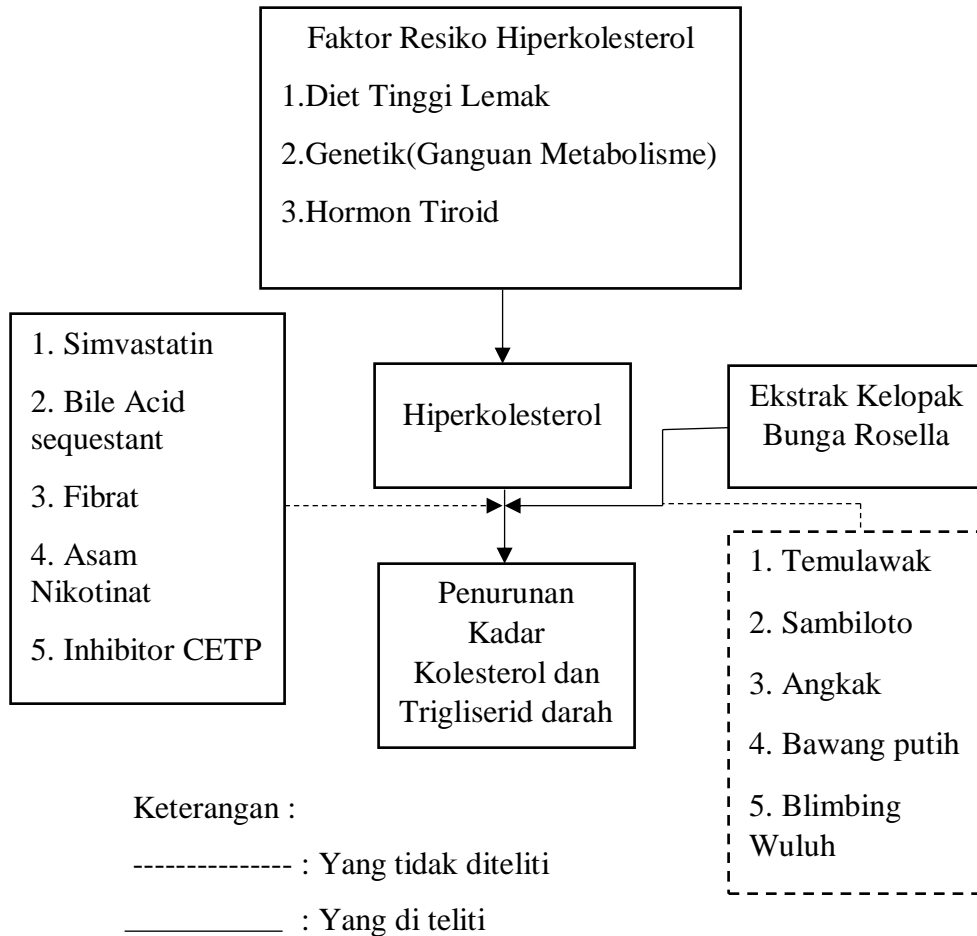 Faktor Resiko Hiperkolesterol
1.Diet Tinggi Lemak
2.Genetik(Ganguan Metabolisme)
3.Hormon Tiroid
1. Simvastatin
2. Bile Acid
sequestant
3. Fibrat
4. Asam
Nikotinat
5. Inhibitor CETP
Hiperkolesterol
Ekstrak Kelopak
Bunga Rosella
Penurunan
Kadar
Kolesterol dan
Trigliserid darah
1. Temulawak
2. Sambiloto
3. Angkak
4. Bawang putih
5. Blimbing
Wuluh
Keterangan :
: Yang tidak diteliti
: Yang di teliti